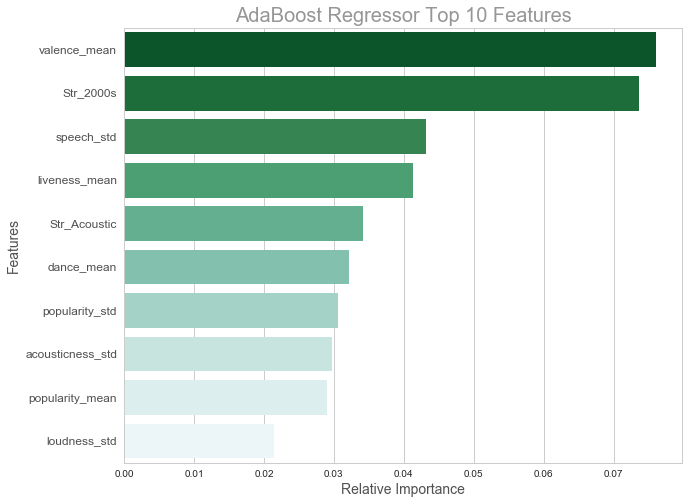 AdaBoost Regressor Top 10 Features
valence_mean
Str_2000s
speech_std
liveness_mean
Str_Acoustic
dance_mean
popularity_std
acousticness_std
popularity_mean
loudness_std
Features
0.00 0.01 0.02 0.03 0.04 0.05 0.06 0.07
Relative Importance